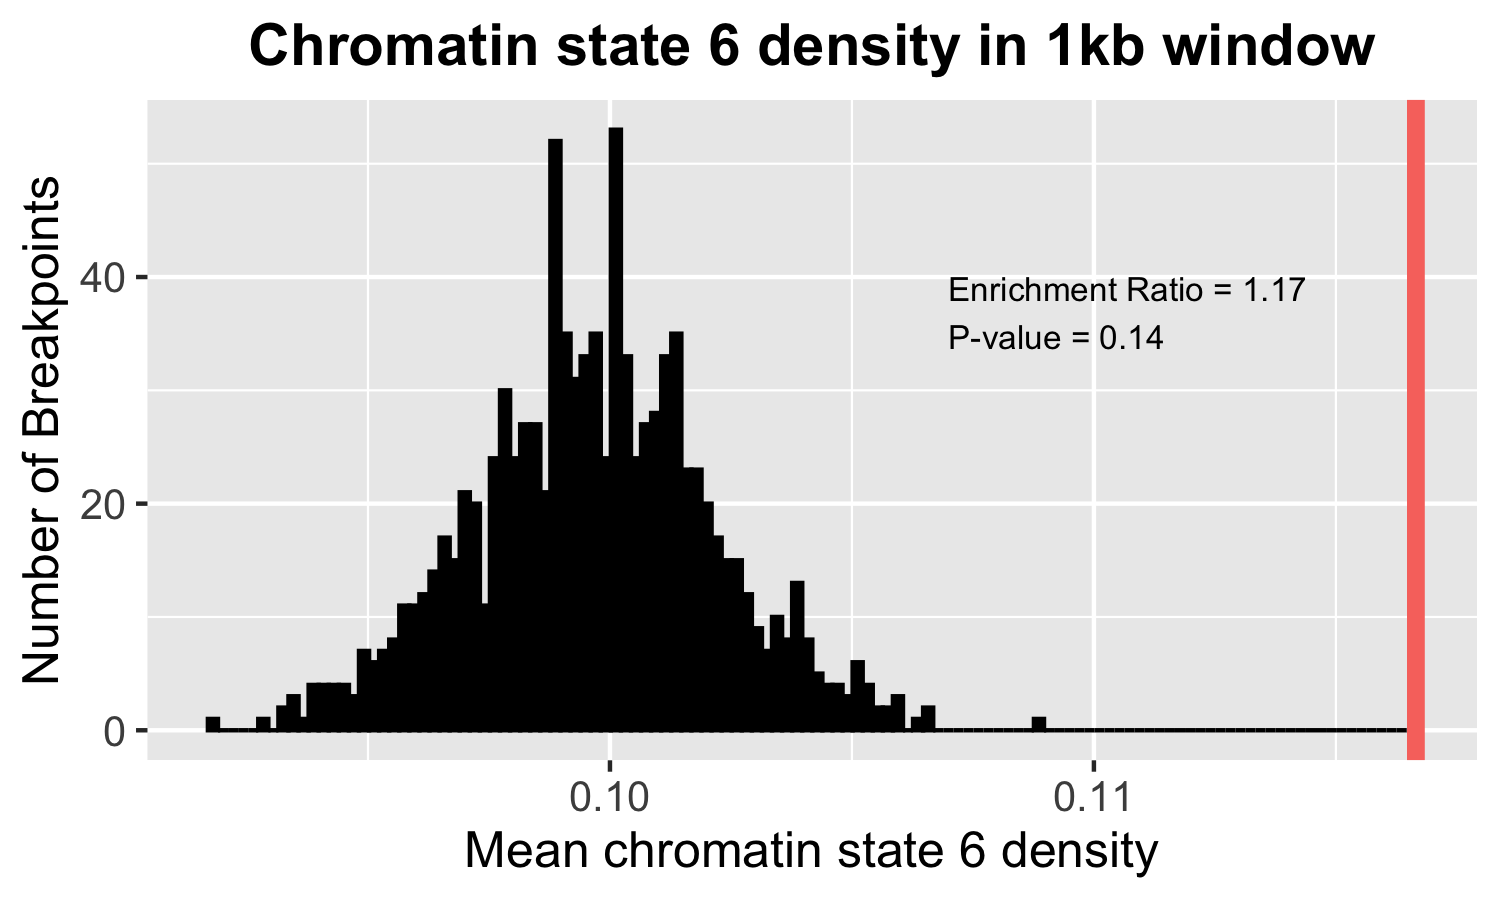 Chromatin state 6 density in 1kb window
Number of Breakpoints
40
20
0
Enrichment Ratio = 1.17
P-value = 0.14
0.10
0.11
Mean chromatin state 6 density